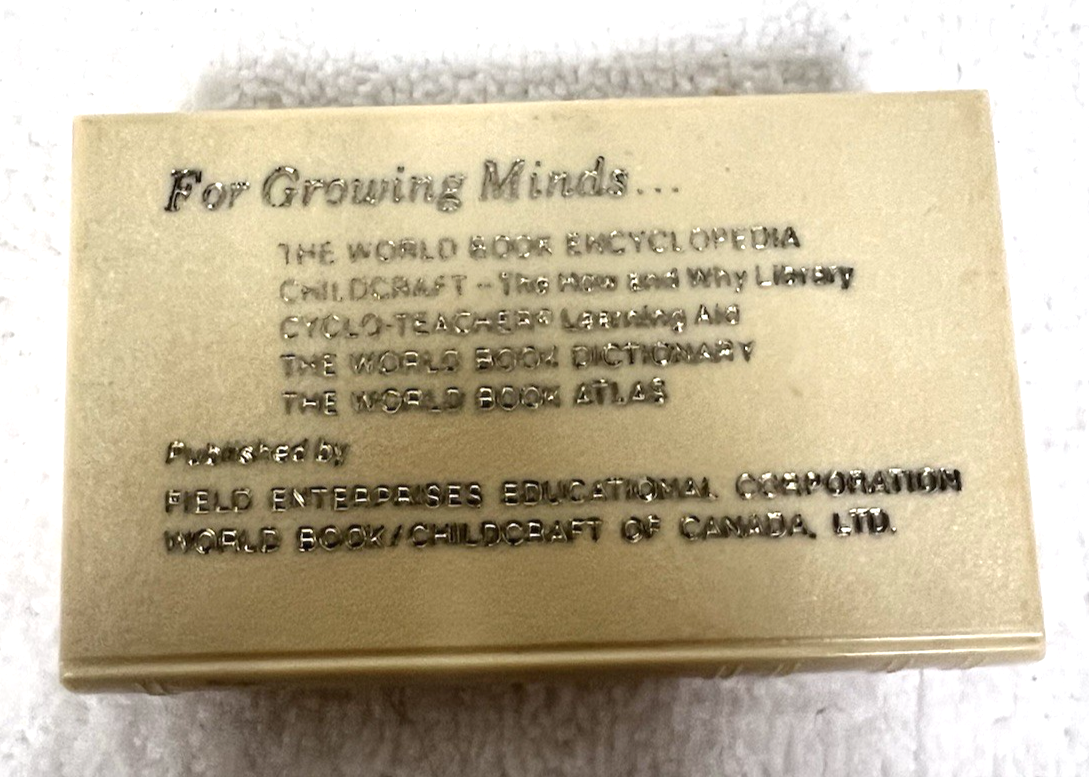 For Growing Minds...
THE WORLD BOOK ENCYCLOPEDIA
CHILDCRAFT – The How and Why Library
CYCLO-TEACHER® Learning Aid
THE WORLD BOOK DICTIONARY
THE WORLD BOOK ATLAS
Published by
FIELD ENTERPRISES EDUCATIONAL CORPORATION
WORLD BOOK/CHILDCRAFT OF CANADA, LTD.